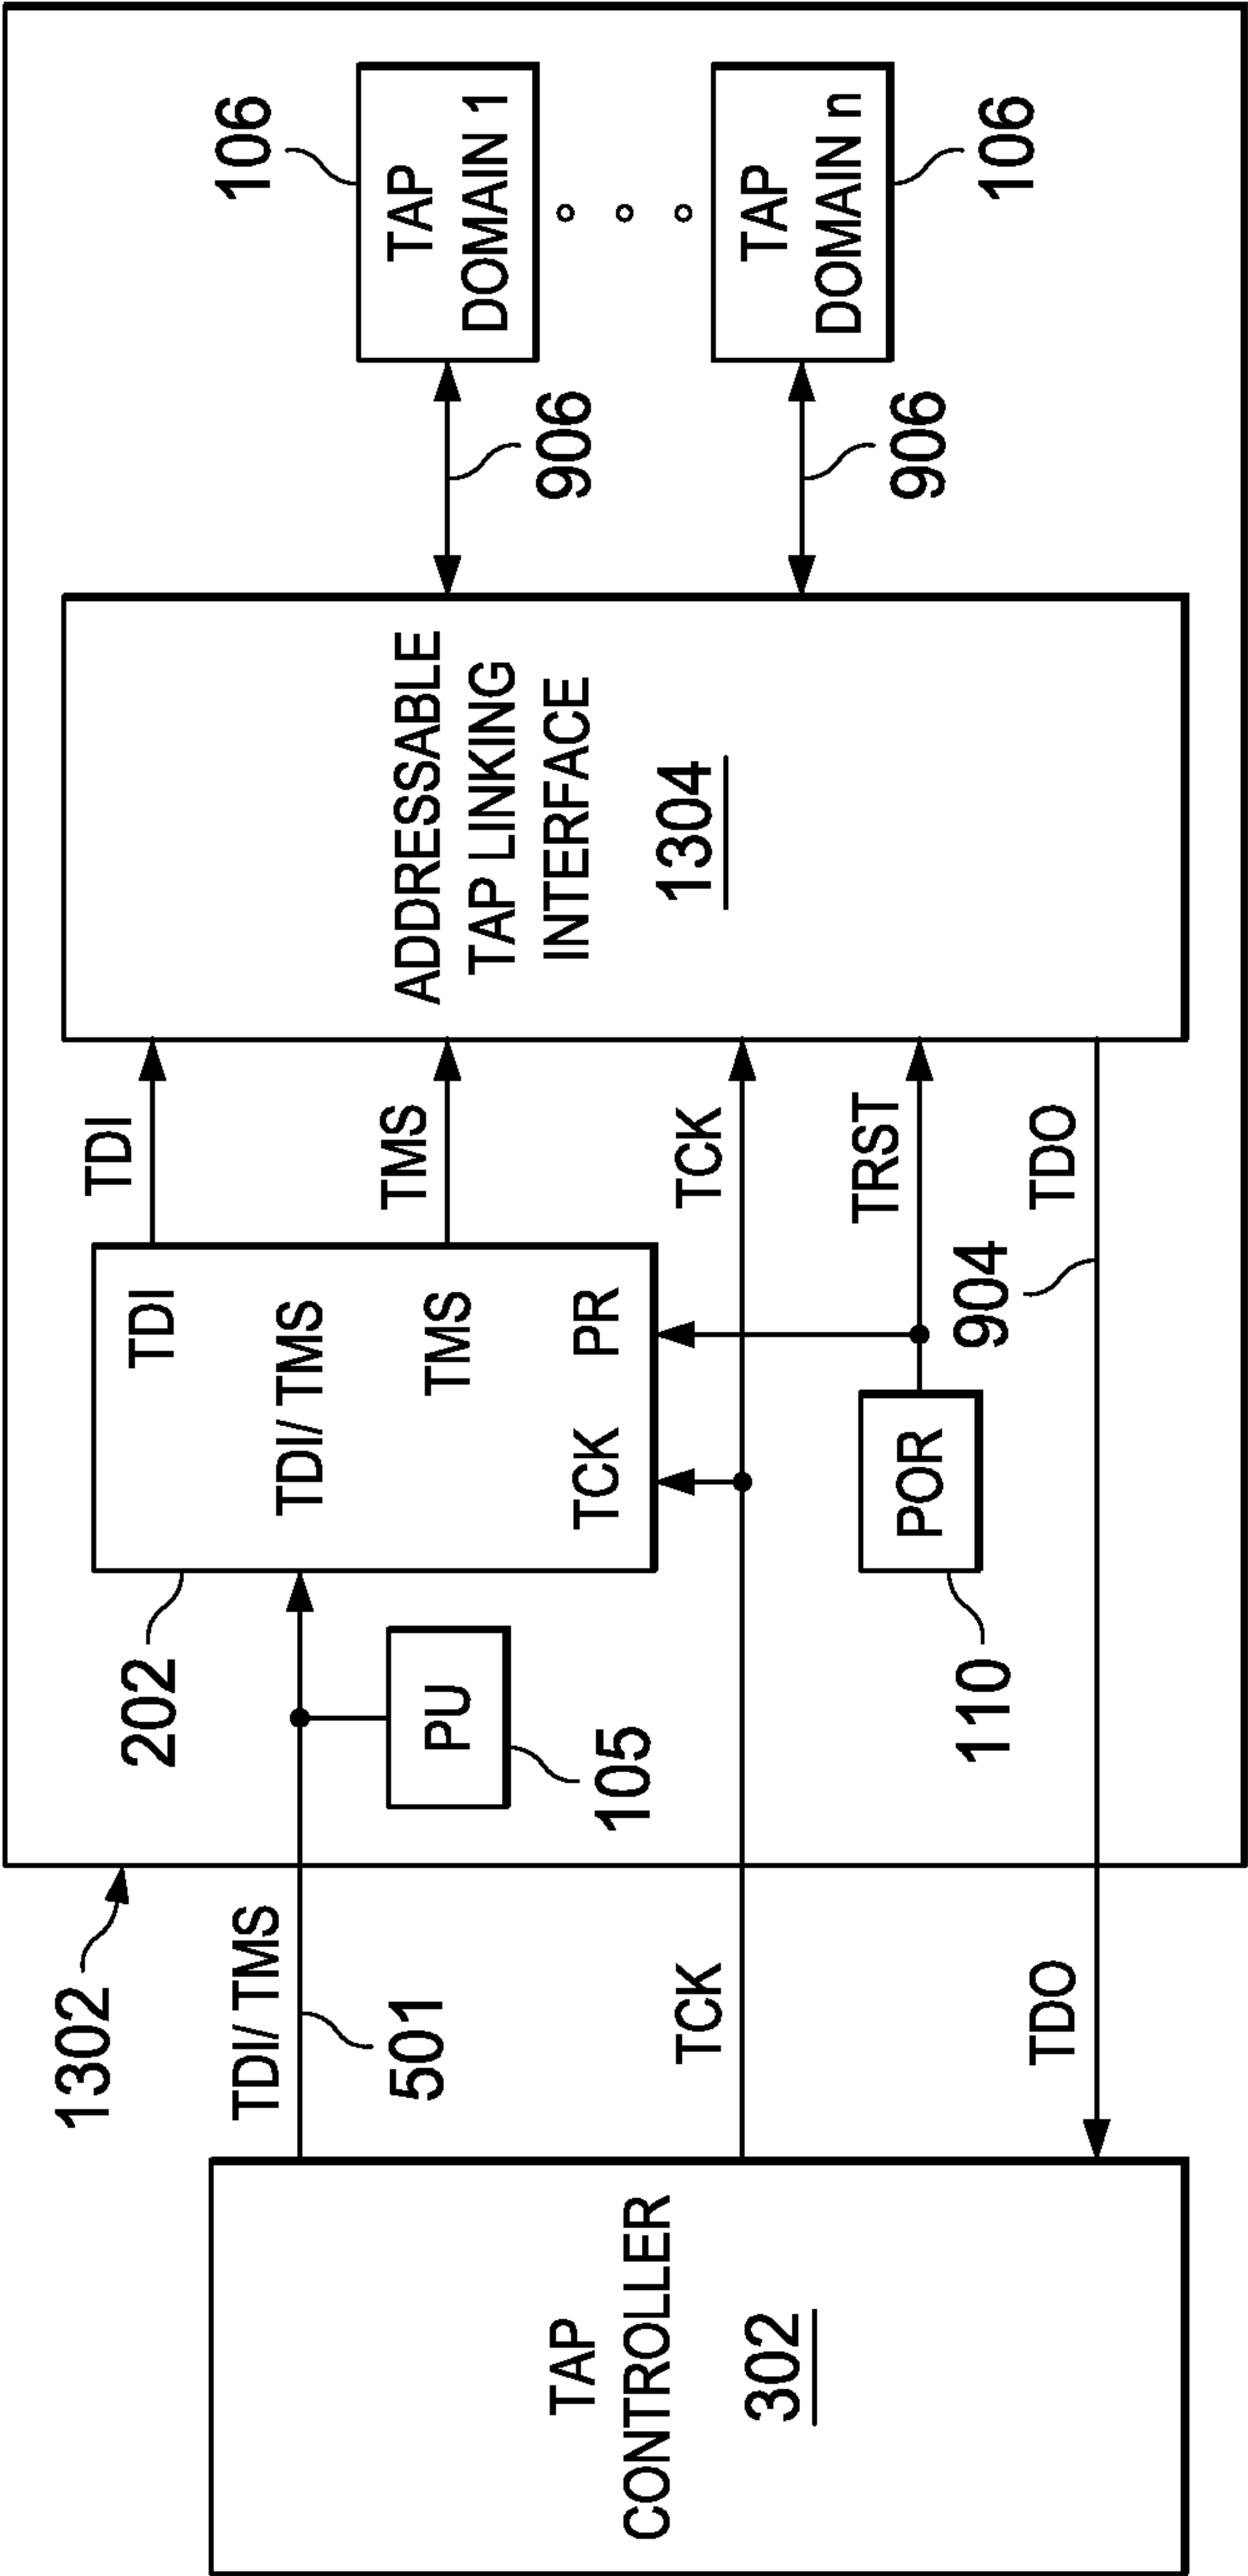 1302
TDI/ TMS
501
TCK
TDO
TAP
CONTROLLER
302
202
PU
105
TDI
TDI/ TMS
TMS
TCK PR
POR
110
TDI
TMS
TCK
TRST
904
TDO
ADDRESSABLE
TAP LINKING
INTERFACE
1304
906
906
106
TAP
DOMAIN 1
TAP
DOMAIN n
106